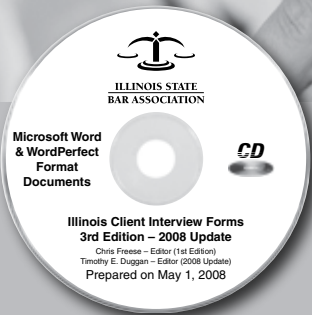 ILLINOIS STATE
BAR ASSOCIATION
Microsoft Word
& WordPerfect
Format
Documents
CD
Illinois Client Interview Forms
3rd Edition – 2008 Update
Chris Freese – Editor (1st Edition)
Timothy E. Duggan – Editor (2008 Update)
Prepared on May 1, 2008